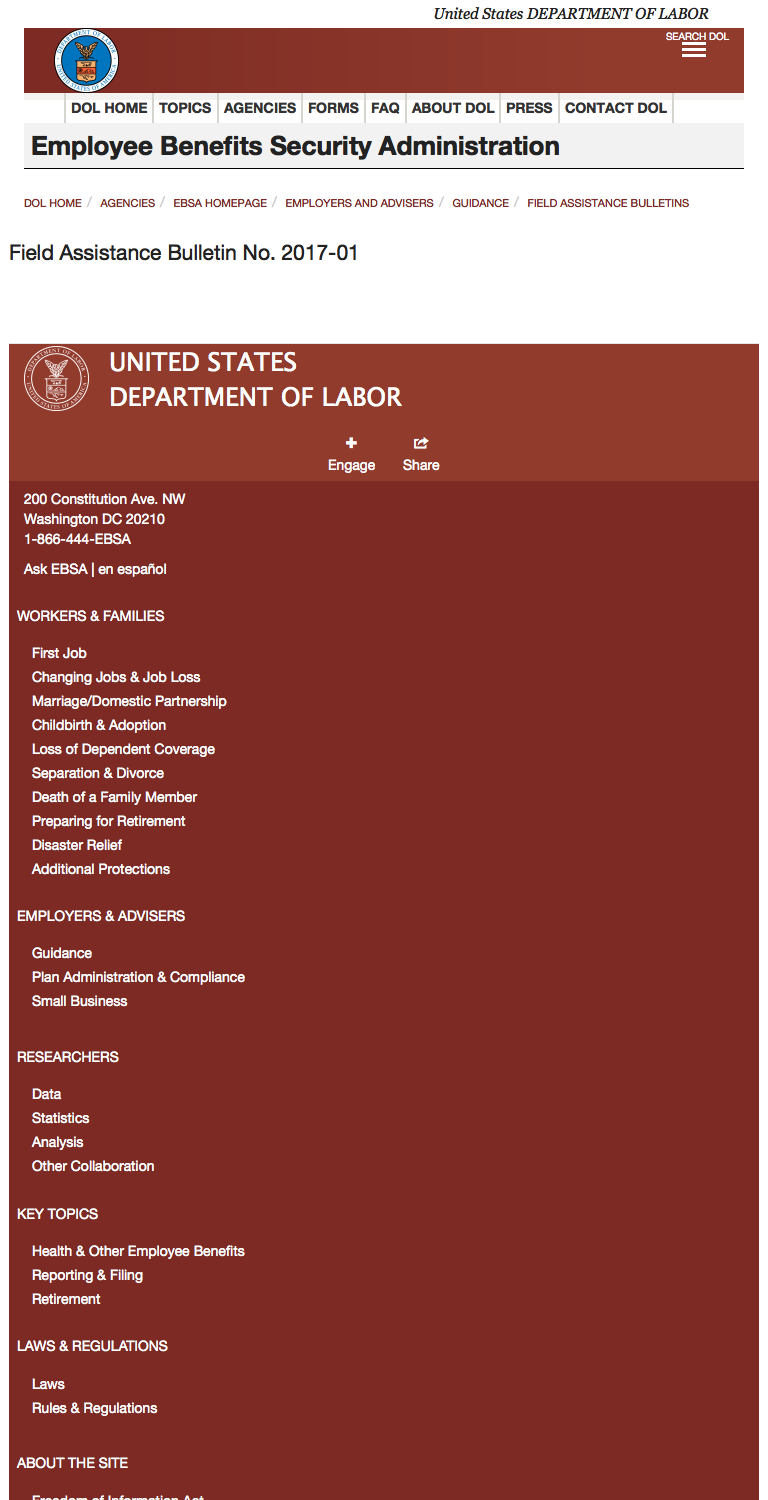 United States DEPARTMENT OF LABOR
SEARCH DOL
DOL HOME TOPICS AGENCIES FORMS FAQ ABOUT DOL PRESS CONTACT DOL
Employee Benefits Security Administration
DOL HOME / AGENCIES / EBSA HOMEPAGE / EMPLOYERS AND ADVISERS / GUIDANCE / FIELD ASSISTANCE BULLETINS
Field Assistance Bulletin No. 2017-01
UNITED STATES
DEPARTMENT OF LABOR
Engage Share
200 Constitution Ave. NW
Washington DC 20210
1-866-444-EBSA
Ask EBSA | en español
WORKERS & FAMILIES
First Job
Changing Jobs & Job Loss
Marriage/Domestic Partnership
Childbirth & Adoption
Loss of Dependent Coverage
Separation & Divorce
Death of a Family Member
Preparing for Retirement
Disaster Relief
Additional Protections
EMPLOYERS & ADVISERS
Guidance
Plan Administration & Compliance
Small Business
RESEARCHERS
Data
Statistics
Analysis
Other Collaboration
KEY TOPICS
Health & Other Employee Benefits
Reporting & Filing
Retirement
LAWS & REGULATIONS
Laws
Rules & Regulations
ABOUT THE SITE
Freedom of Information Act